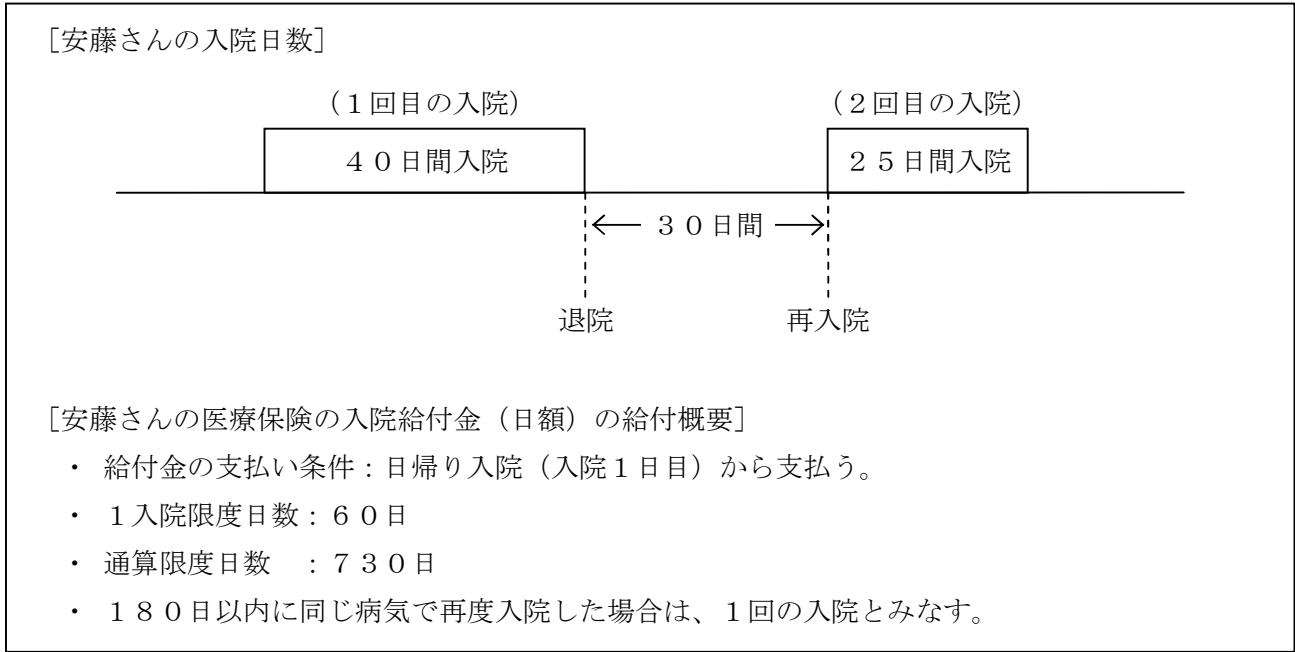 ［安藤さんの入院日数］
（１回目の入院）　（２回目の入院）
４０日間入院　２５日間入院
３０日間
退院　再入院
［安藤さんの医療保険の入院給付金（日額）の給付概要］
・ 給付金の支払い条件：日帰り入院（入院１日目）から支払う。
・ １入院限度日数：６０日
・ 通算限度日数　：７３０日
・ １８０日以内に同じ病気で再度入院した場合は、１回の入院とみなす。